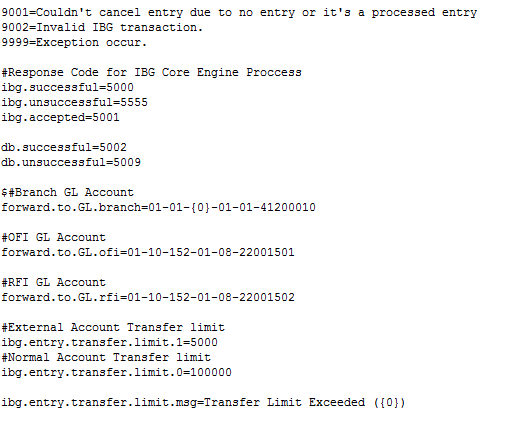 9001=Couldn't cancel entry due to no entry or it's a processed entry
9002=Invalid IBG transaction.
9999=Exception occur.
#Response Code for IBG Core Engine Proccess
ibg.successful=5000
ibg.unsuccessful=5555
ibg.accepted=5001
db.successful=5002
db.unsuccessful=5009
$#Branch GL Account
forward.to.GL.branch=01-01-{0}-01-01-41200010
#OFI GL Account
forward.to.GL.ofi=01-10-152-01-08-22001501
#RFI GL Account
forward.to.GL.rfi=01-10-152-01-08-22001502
#External Account Transfer limit
ibg.entry.transfer.limit.1=5000
#Normal Account Transfer limit
ibg.entry.transfer.limit.0=100000
ibg.entry.transfer.limit.msg=Transfer Limit Exceeded ({0})